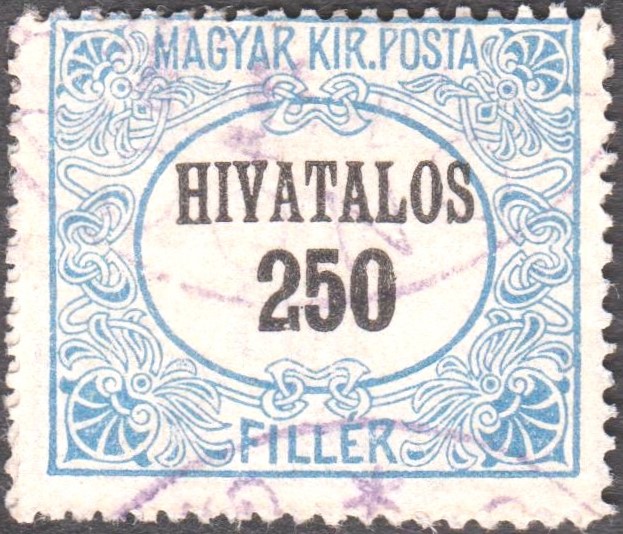 MAGYAR KIR. POSTA
HIVATALOS
250
FILLÉR